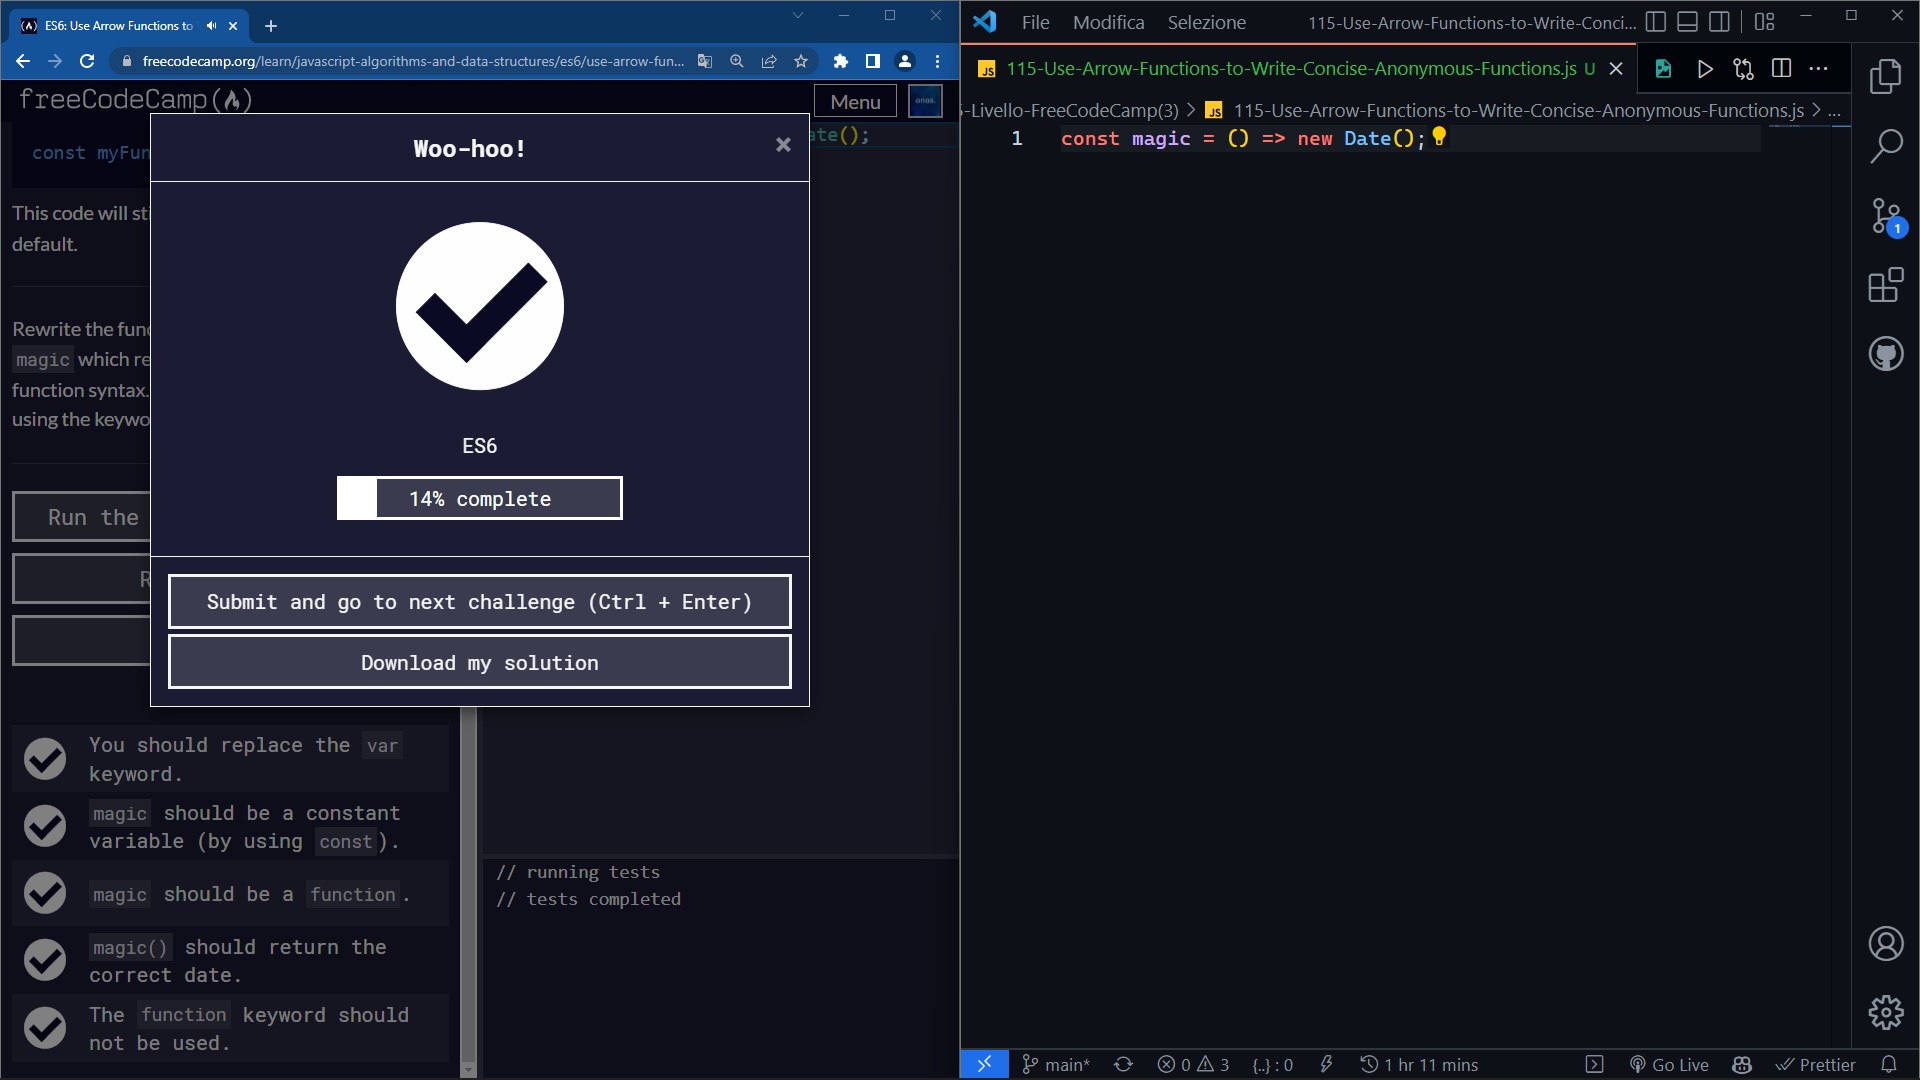 ES6: Use Arrow Functions to
freecodecamp.org/learn/javascript-algorithms-and-data-structures/es6/use-arrow-fun...
freeCodeCamp
Menu
const myFun
ate();
This code will sti
default.
Rewrite the func
magic which re
function syntax.
using the keywo
Run the
R
Woo-hoo!
×
ES6
14% complete
Submit and go to next challenge (Ctrl + Enter)
Download my solution
You should replace the var
keyword.
magic should be a constant
variable (by using const).
magic should be a function.
magic() should return the
correct date.
The function keyword should
not be used.
// running tests
// tests completed
File Modifica Selezione 115-Use-Arrow-Functions-to-Write-Conci...
JS 115-Use-Arrow-Functions-to-Write-Concise-Anonymous-Functions.js U
-Livello-FreeCodeCamp(3) > JS 115-Use-Arrow-Functions-to-Write-Concise-Anonymous-Functions.js > ...
1 const magic = () => new Date();
1
main* 0 3 {..} : 0 1 hr 11 mins Go Live Prettier